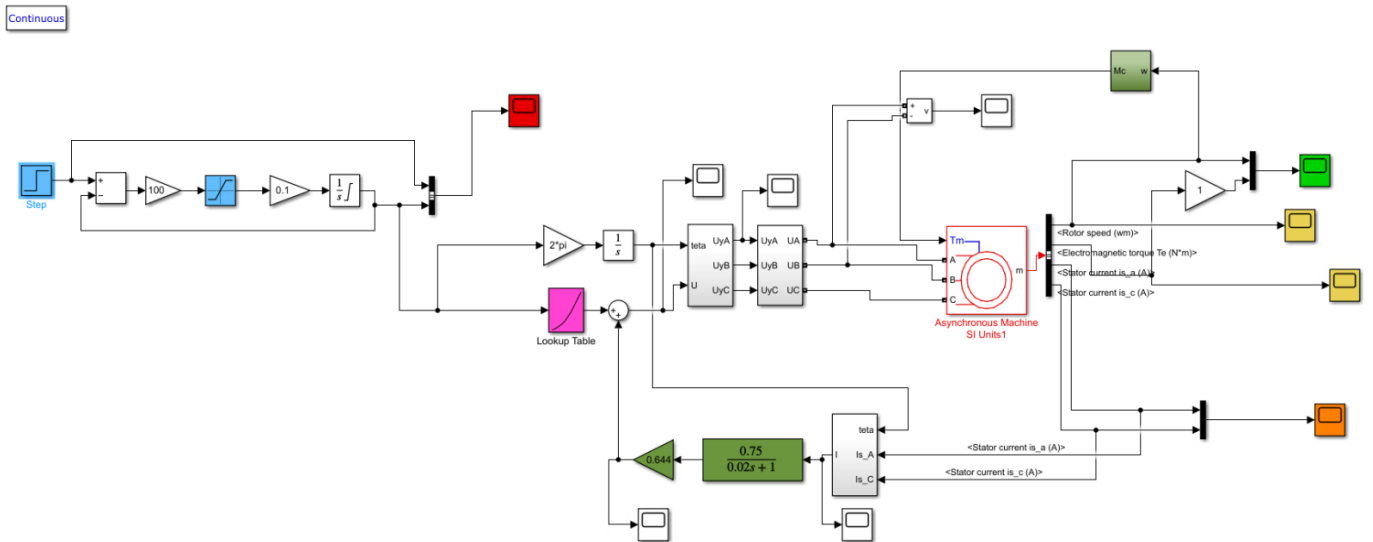 Continuous
Mc w
+
-
v
Step
+
−
100
0.1
1
s
1
2*pi
1
s
teta
U
UyA
UyB
UyC
UyA
UyB
UyC
UA
UB
UC
Tm
A
B
C
m
<Rotor speed (wm)>
<Electromagnetic torque Te (N*m)>
<Stator current is_a (A)>
<Stator current is_c (A)>
+
+
Lookup Table
Asynchronous Machine
SI Units1
0.644
0.75
0.02s + 1
I
teta
Is_A
Is_C
<Stator current is_a (A)>
<Stator current is_c (A)>